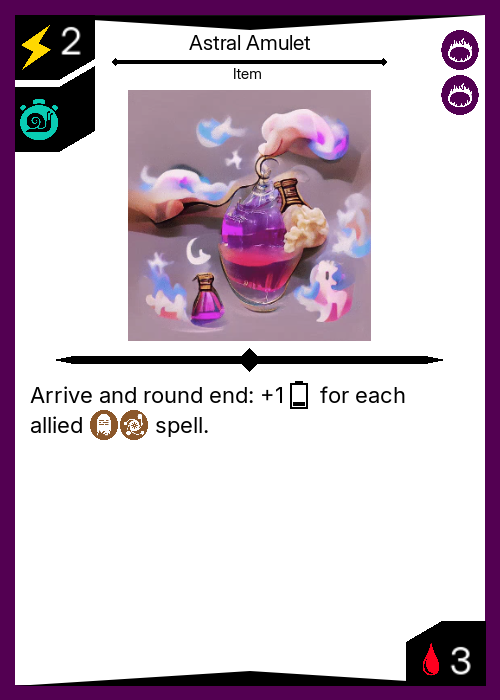 2
Astral Amulet
Item
Arrive and round end: +1 for each
allied spell.
3